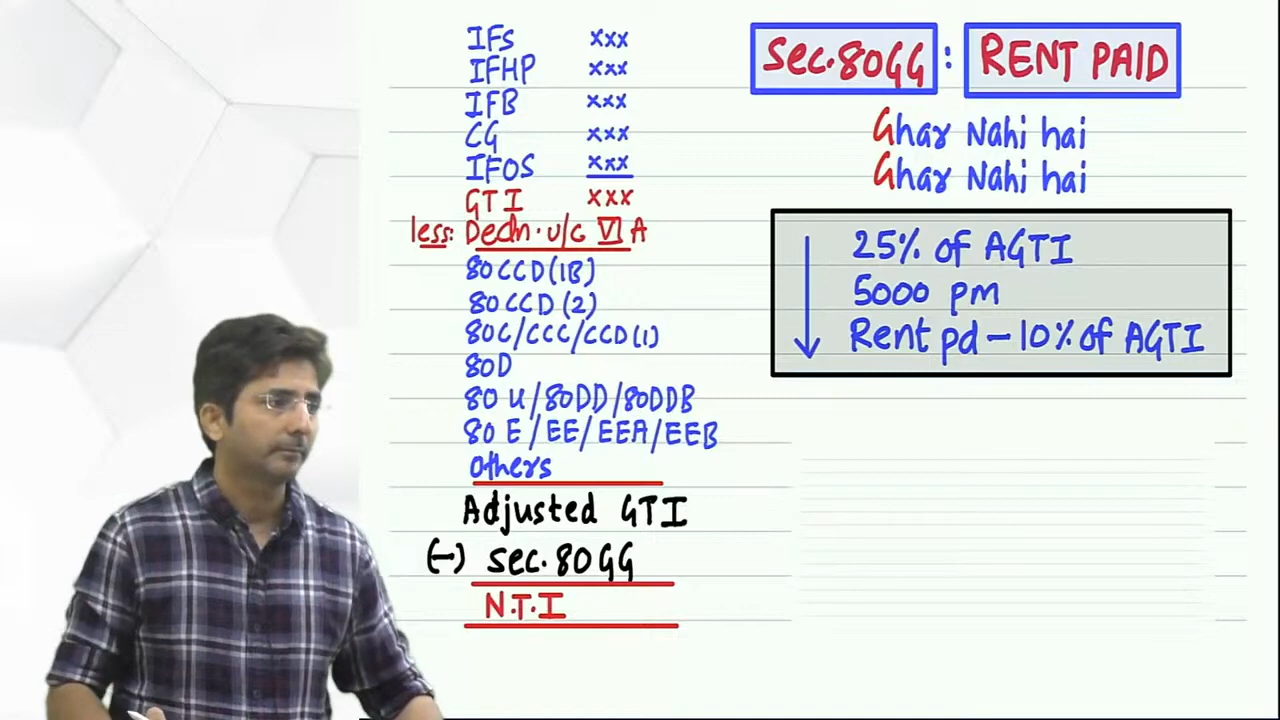 IFS xxx
IFHP xxx
IFB xxx
CG xxx
IFOS xxx
GTI xxx
less: Dedn. u/c VI A
80CCD(1B)
80CCD(2)
80C/CCC/CCD(1)
80D
80 U/80DD/80DDB
80 E/EE/EEA/EEB
Others
Adjusted GTI
(-) Sec.80GG
N.T.I
Sec.80GG : RENT PAID
Ghar Nahi hai
Ghar Nahi hai
25% of AGTI
5000 pm
Rent pd - 10% of AGTI